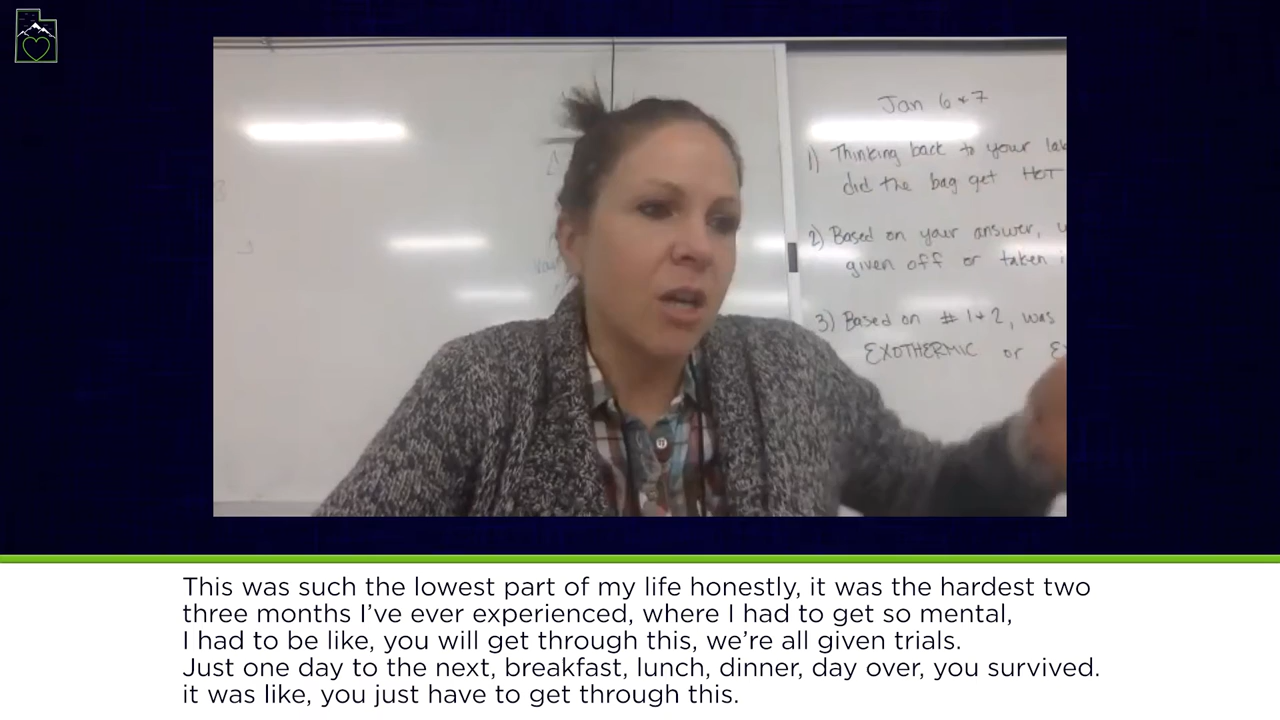 Jan 6 & 7
1) Thinking back to your
did the bag get HOT
2) Based on your answer,
given off or taken
3) Based on # 1 & 2, was
EXOTHERMIC or
This was such the lowest part of my life honestly, it was the hardest two
three months I've ever experienced, where I had to get so mental,
I had to be like, you will get through this, we're all given trials.
Just one day to the next, breakfast, lunch, dinner, day over, you survived.
it was like, you just have to get through this.